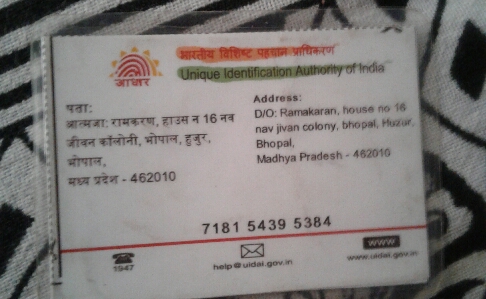 भारतीय विशिष्ट पहचान प्राधिकरण
Unique Identification Authority of India
आधार
पता:
आत्मजा: रामकरण, हाउस न 16 नव
जीवन कॉलोनी, भोपाल, हुजुर,
भोपाल,
मध्य प्रदेश - 462010
Address:
D/O: Ramakaran, house no 16
nav jivan colony, bhopal, Huzur,
Bhopal,
Madhya Pradesh - 462010
7181 5439 5384
1947
help@uidai.gov.in
www
www.uidai.gov.in